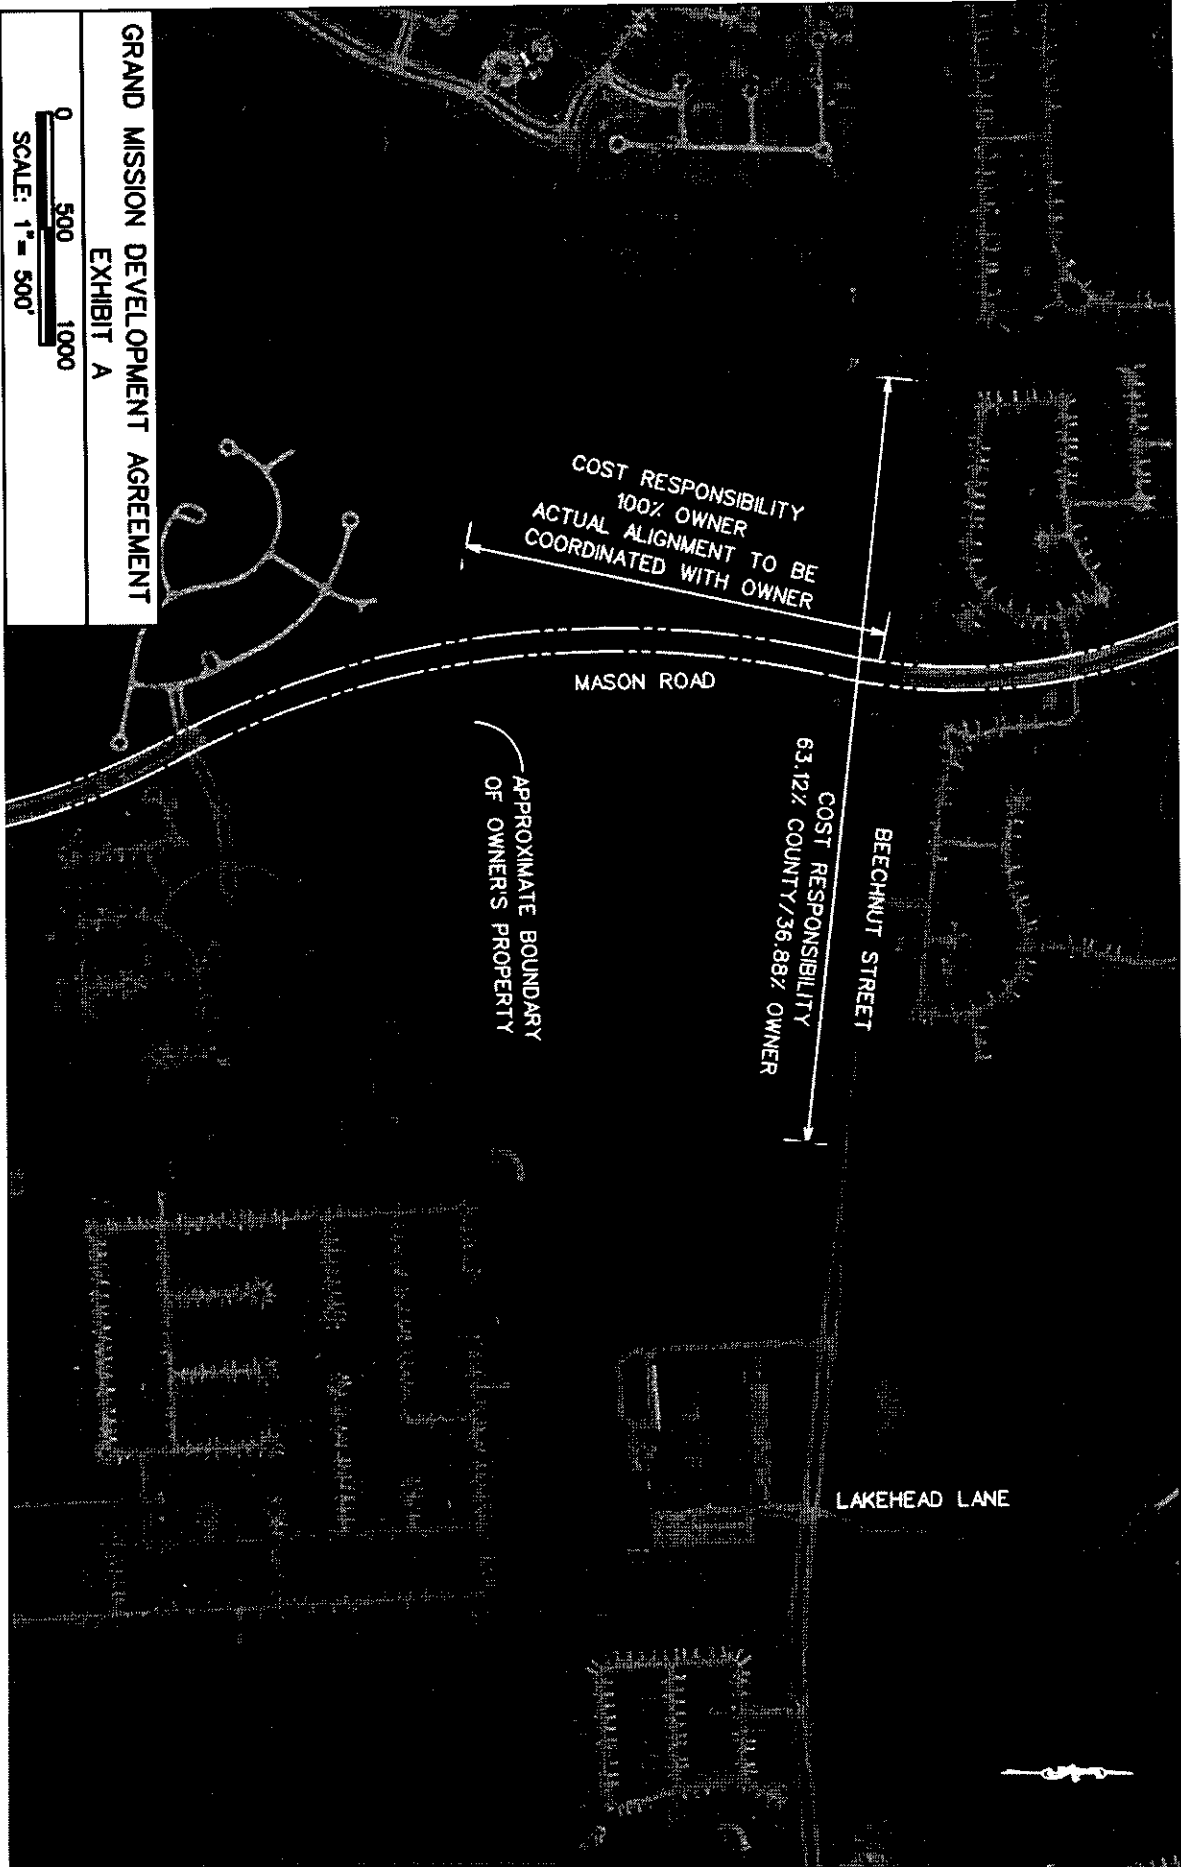 BEECHNUT STREET
COST RESPONSIBILITY
63.12% COUNTY/36.88% OWNER
COST RESPONSIBILITY
100% OWNER
ACTUAL ALIGNMENT TO BE
COORDINATED WITH OWNER
MASON ROAD
LAKEHEAD LANE
APPROXIMATE BOUNDARY
OF OWNER'S PROPERTY
GRAND MISSION DEVELOPMENT AGREEMENT
EXHIBIT A
0 500 1000
SCALE: 1"= 500'